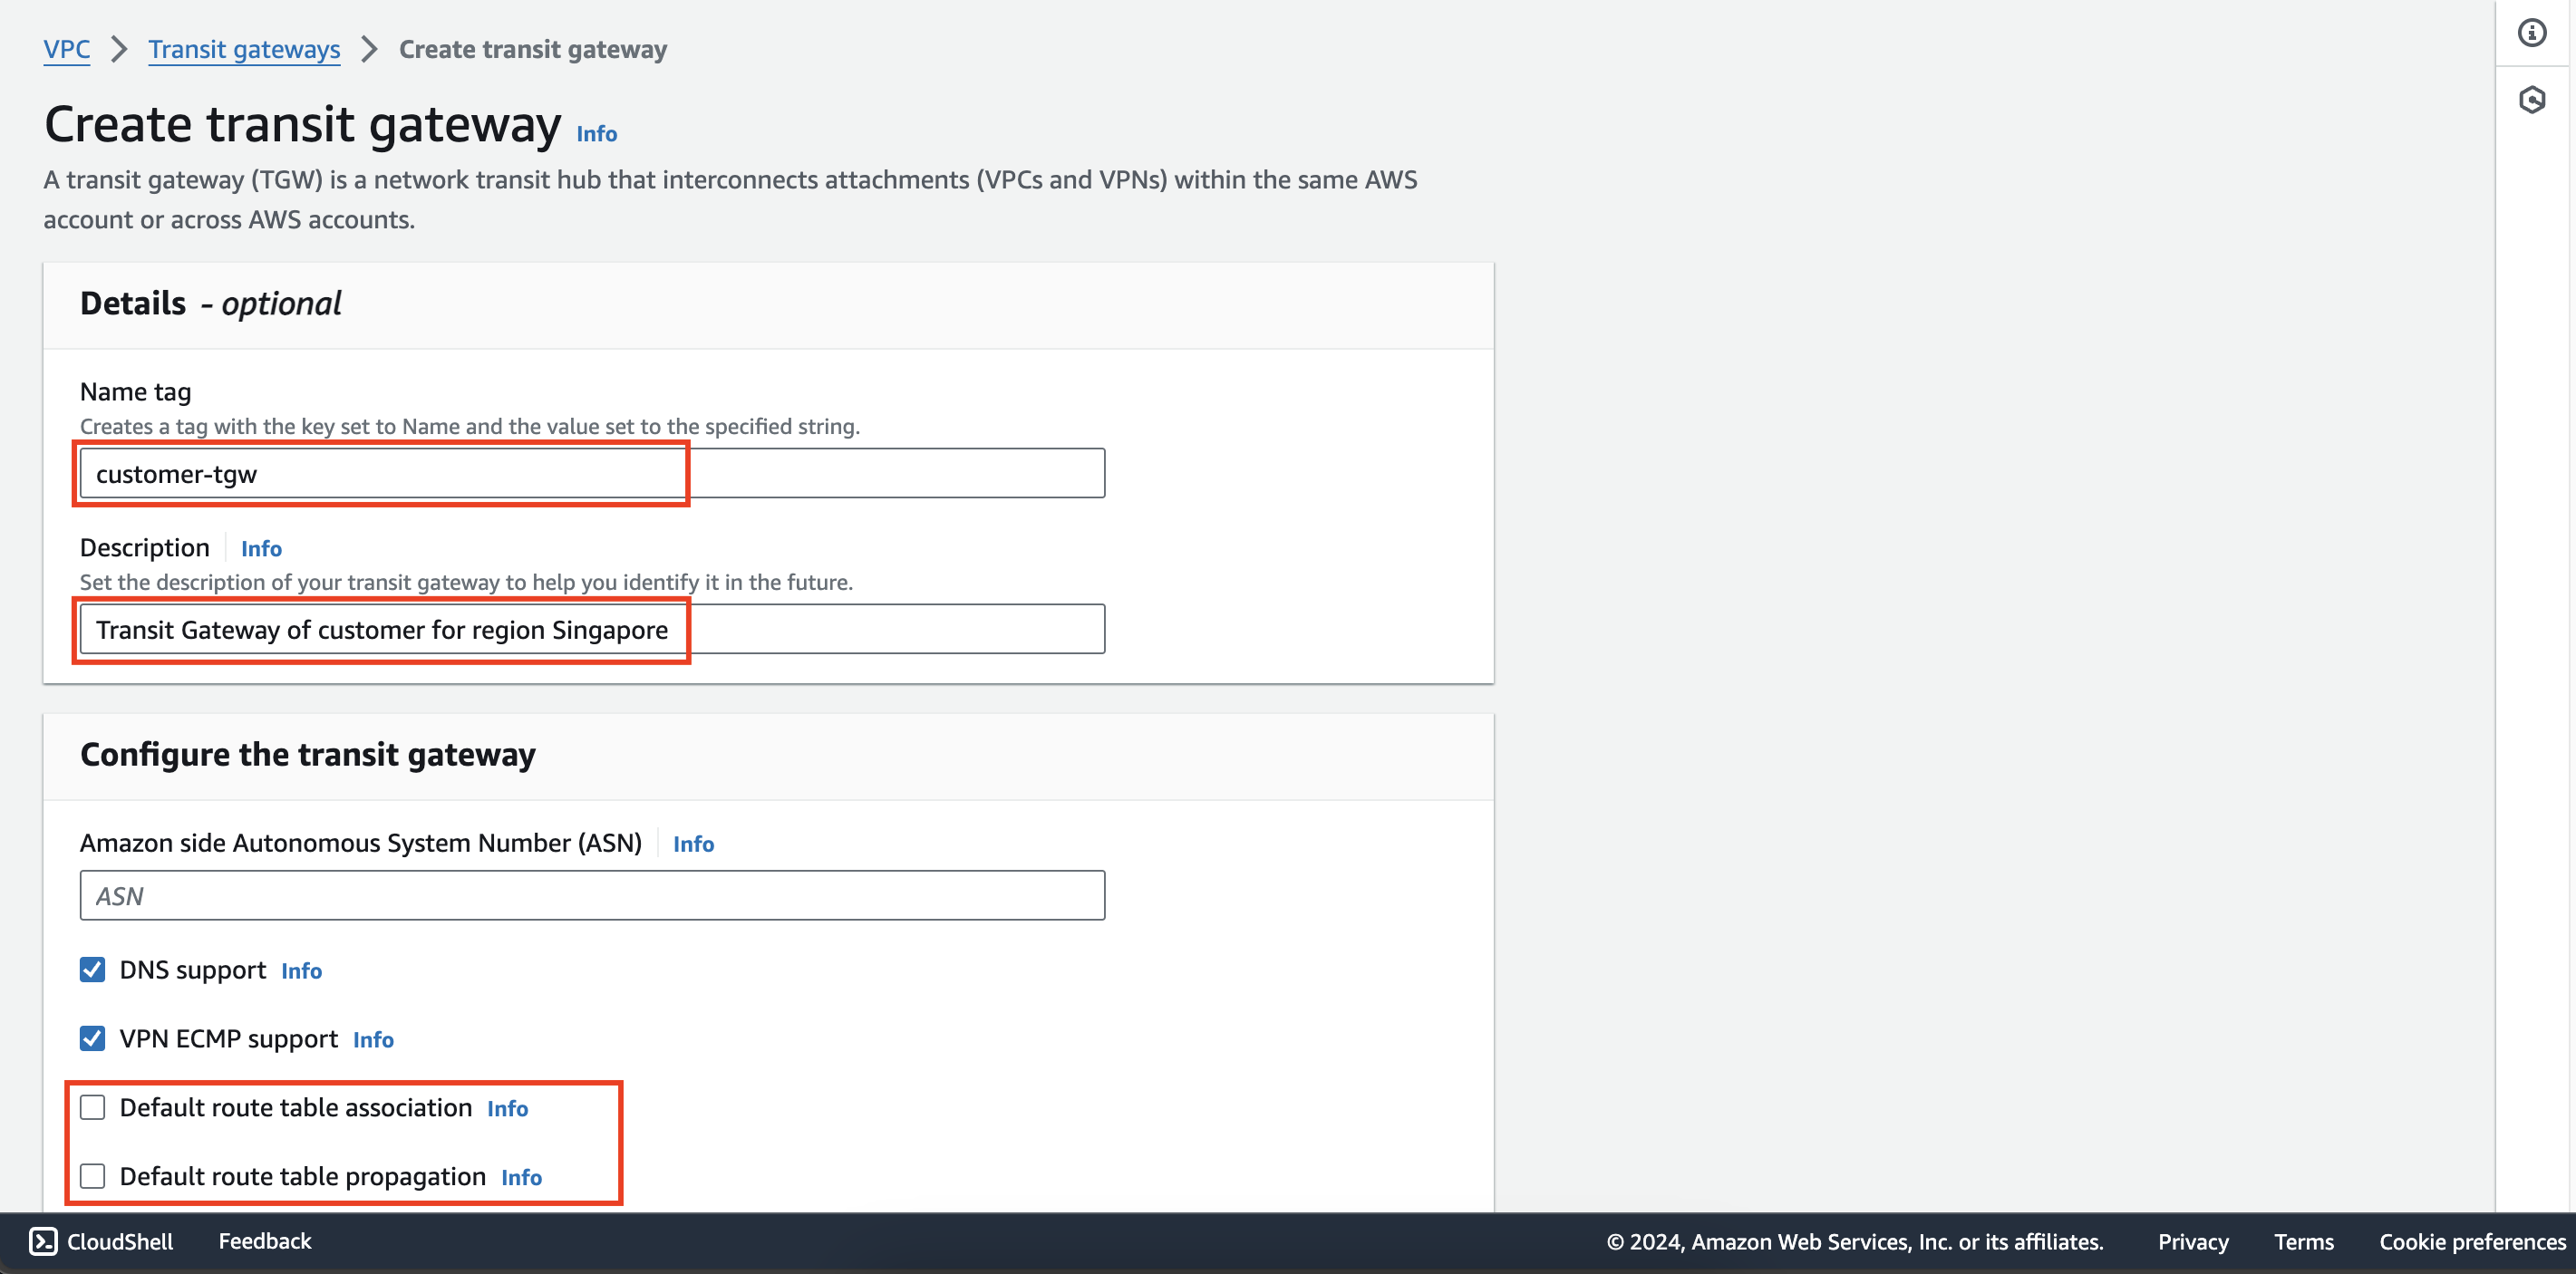 VPC > Transit gateways > Create transit gateway
Create transit gateway Info
A transit gateway (TGW) is a network transit hub that interconnects attachments (VPCs and VPNs) within the same AWS
account or across AWS accounts.
Details - optional
Name tag
Creates a tag with the key set to Name and the value set to the specified string.
customer-tgw
Description Info
Set the description of your transit gateway to help you identify it in the future.
Transit Gateway of customer for region Singapore
Configure the transit gateway
Amazon side Autonomous System Number (ASN) Info
ASN
DNS support Info
VPN ECMP support Info
Default route table association Info
Default route table propagation Info
CloudShell Feedback © 2024, Amazon Web Services, Inc. or its affiliates. Privacy Terms Cookie preferences